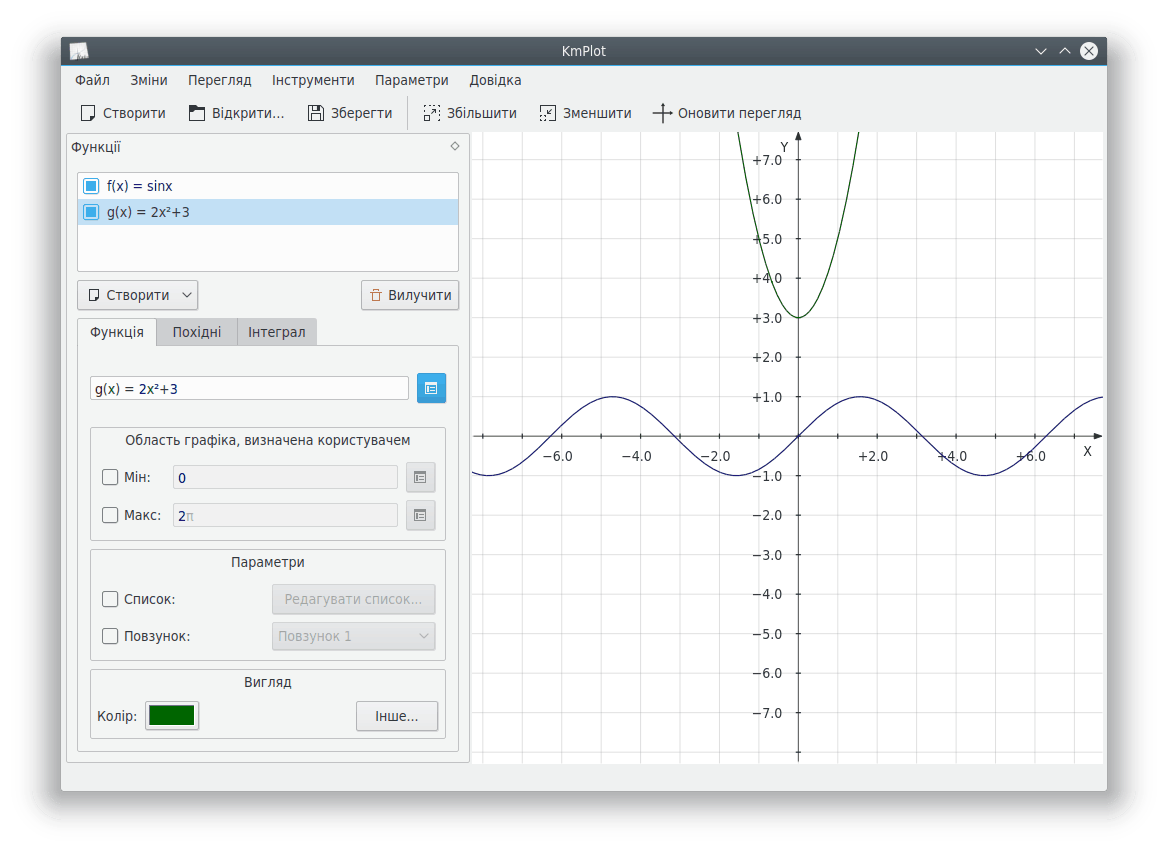 KmPlot
Файл Зміни Перегляд Інструменти Параметри Довідка
Створити Відкрити... Зберегти Збільшити Зменшити Оновити перегляд
Функції
f(x) = sinx
g(x) = 2x²+3
Створити Вилучити
Функція Похідні Інтеграл
g(x) = 2x²+3
Область графіка, визначена користувачем
Мін: 0
Макс: 2π
Параметри
Список: Редагувати список...
Повзунок: Повзунок 1
Вигляд
Колір: Інше...
Y
+7.0
+6.0
+5.0
+4.0
+3.0
+2.0
+1.0
−6.0 −4.0 −2.0 +2.0 +4.0 +6.0 X
−1.0
−2.0
−3.0
−4.0
−5.0
−6.0
−7.0